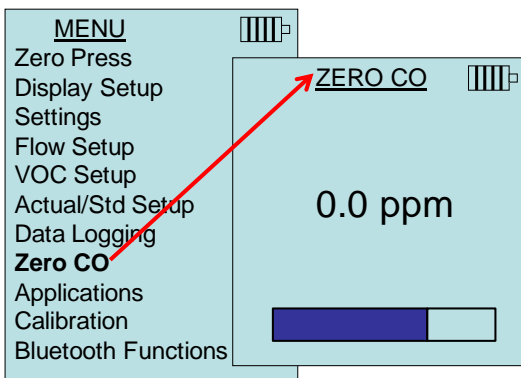 MENU
Zero Press
Display Setup
Settings
Flow Setup
VOC Setup
Actual/Std Setup
Data Logging
Zero CO
Applications
Calibration
Bluetooth Functions
ZERO CO
0.0 ppm